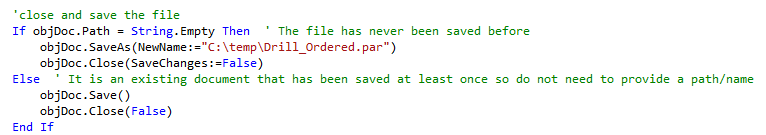 'close and save the file
If objDoc.Path = String.Empty Then  ' The file has never been saved before
    objDoc.SaveAs(NewName:="C:\temp\Drill_Ordered.par")
    objDoc.Close(SaveChanges:=False)
Else  ' It is an existing document that has been saved at least once so do not need to provide a path/name
    objDoc.Save()
    objDoc.Close(False)
End If